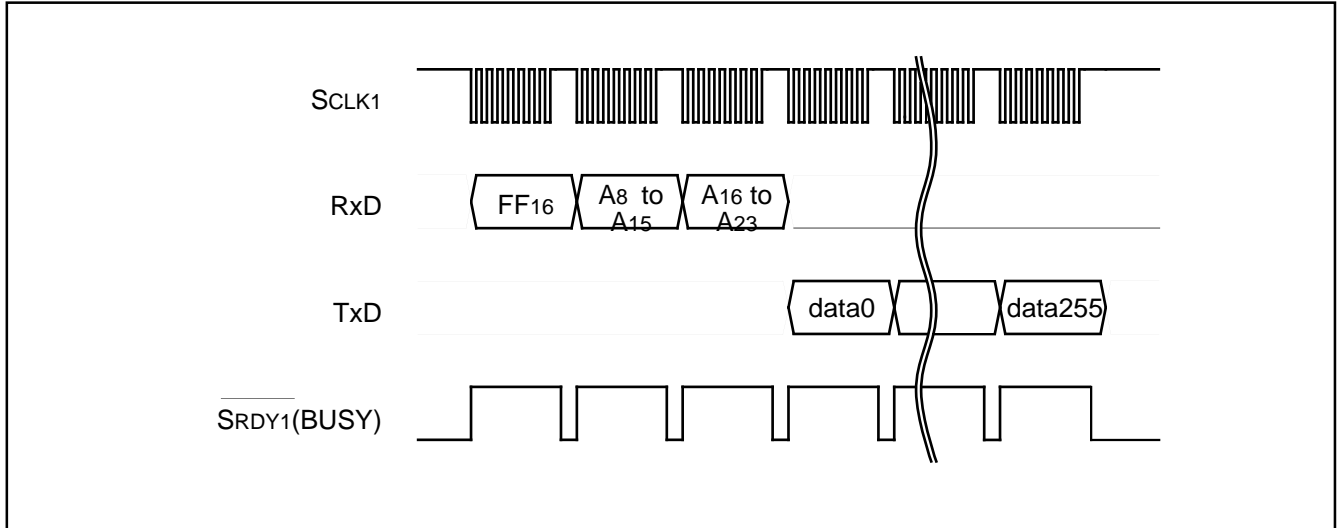 SCLK1
RxD
FF16
A8 to
A15
A16 to
A23
TxD
data0
data255
SRDY1(BUSY)